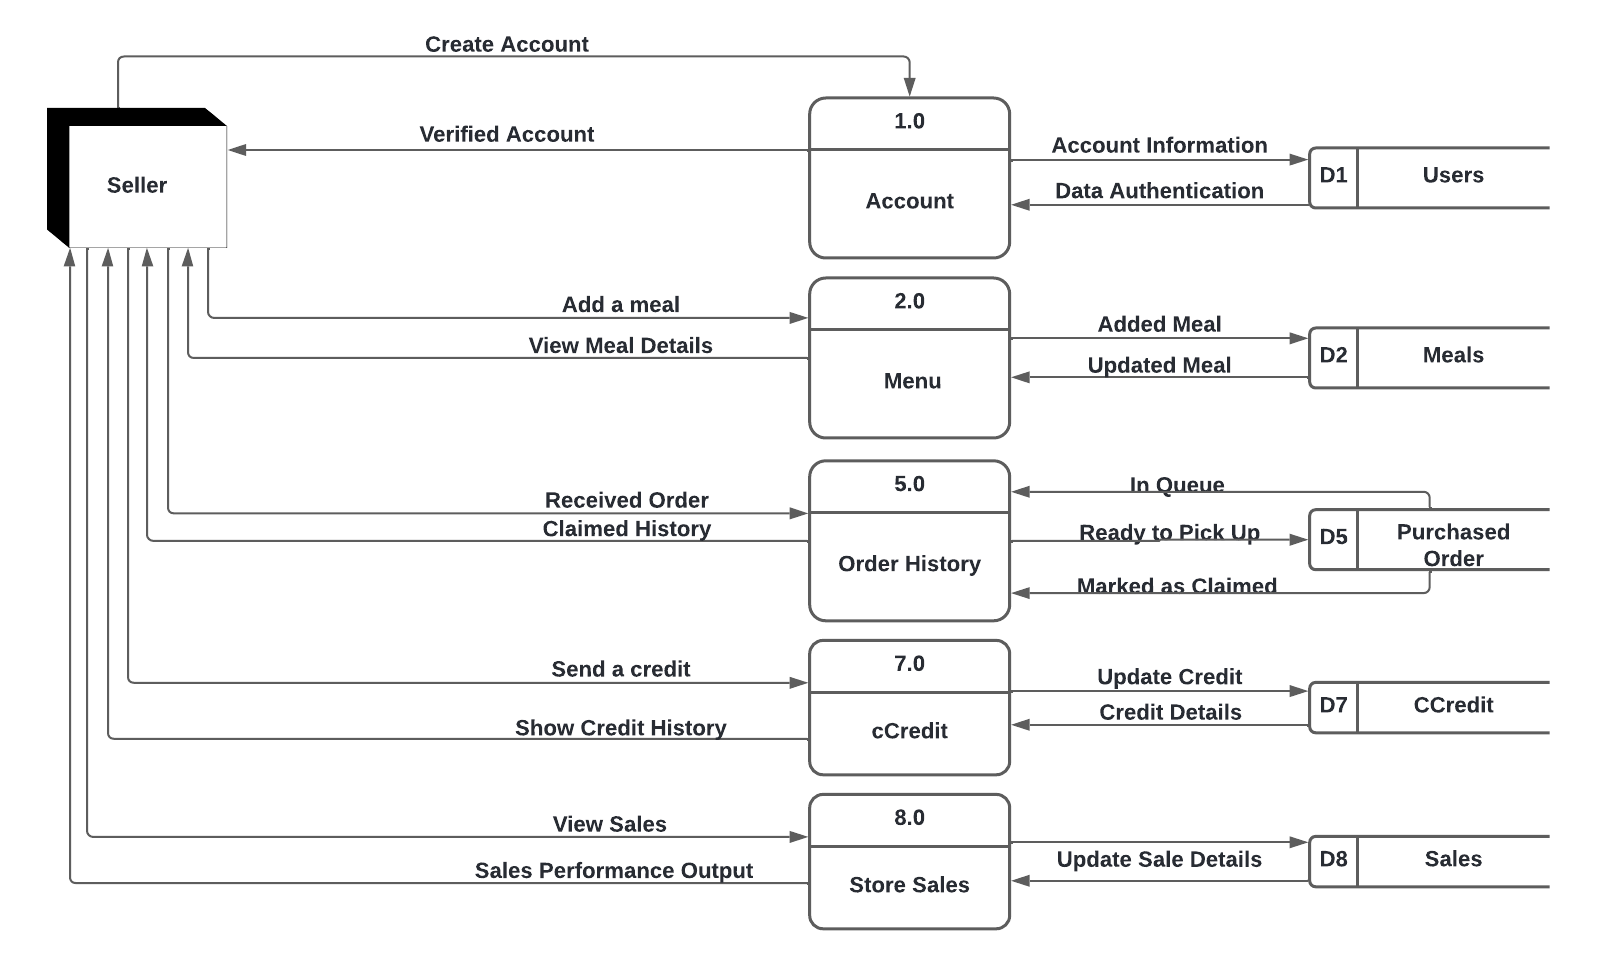 Create Account
1.0
Verified Account
Account Information
D1
Users
Seller
Data Authentication
Account
2.0
Add a meal
Added Meal
View Meal Details
D2
Meals
Updated Meal
Menu
5.0
In Queue
Received Order
Claimed History
Ready to Pick Up
D5
Purchased
Order
Order History
Marked as Claimed
7.0
Send a credit
Update Credit
D7
CCredit
Credit Details
Show Credit History
cCredit
8.0
View Sales
Update Sale Details
D8
Sales
Sales Performance Output
Store Sales